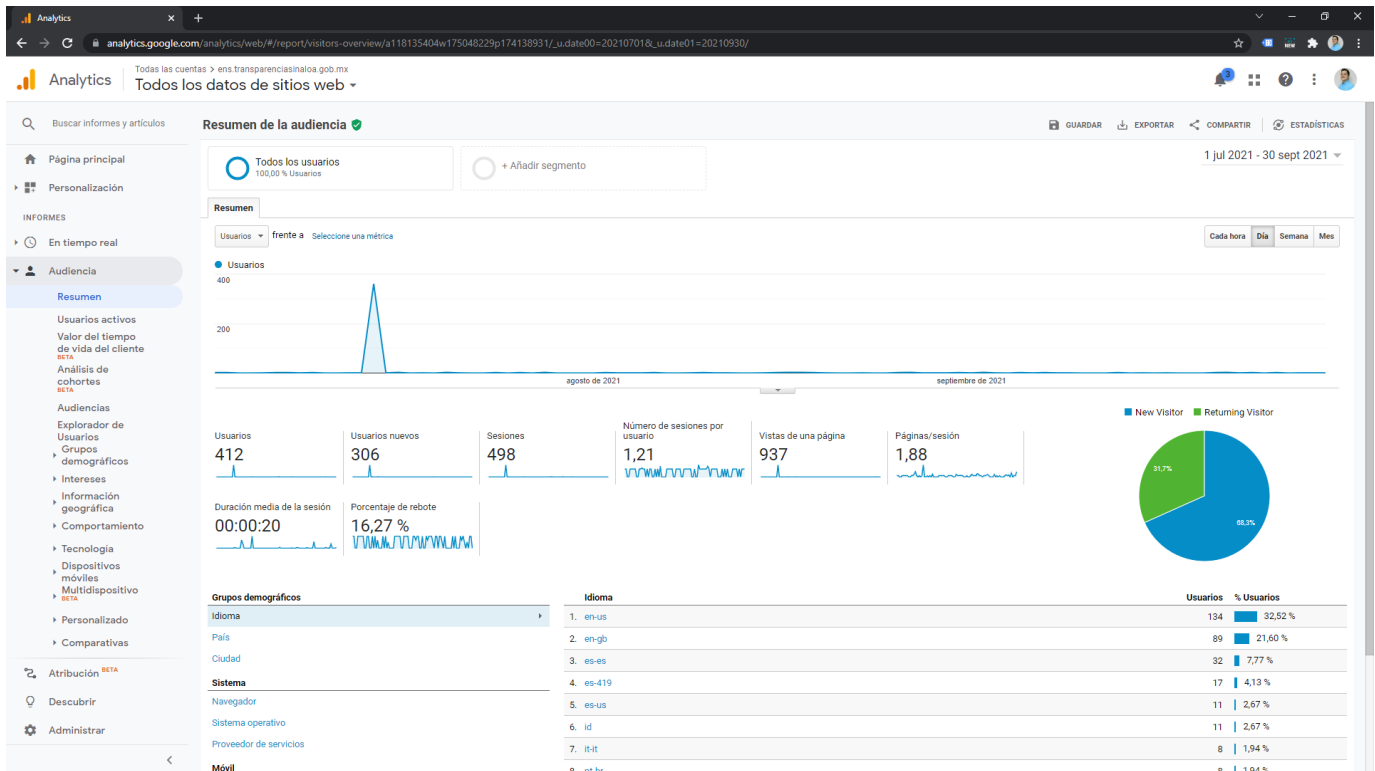 Analytics
analytics.google.com/analytics/web/#/report/visitors-overview/a118135404w175048229p174138931/_u.date00=20210701&_u.date01=20210930/
NEW
Analytics
Todas las cuentas > ens.transparenciasinaloa.gob.mx
Todos los datos de sitios web
3
Buscar informes y artículos
Página principal
Personalización
INFORMES
En tiempo real
Audiencia
Resumen
Usuarios activos
Valor del tiempo
de vida del cliente
BETA
Análisis de
cohortes
BETA
Audiencias
Explorador de
Usuarios
Grupos
demográficos
Intereses
Información
geográfica
Comportamiento
Tecnología
Dispositivos
móviles
Multidispositivo
BETA
Personalizado
Comparativas
Atribución BETA
Descubrir
Administrar
Resumen de la audiencia
GUARDAR
EXPORTAR
COMPARTIR
ESTADÍSTICAS
Todos los usuarios
100,00 % Usuarios
+ Añadir segmento
1 jul 2021 - 30 sept 2021
Resumen
Usuarios frente a Seleccione una métrica
Cada hora Día Semana Mes
Usuarios
400
200
agosto de 2021
septiembre de 2021
New Visitor Returning Visitor
31,7%
68,3%
Usuarios
412
Usuarios nuevos
306
Sesiones
498
Número de sesiones por
usuario
1,21
Vistas de una página
937
Páginas/sesión
1,88
Duración media de la sesión
00:00:20
Porcentaje de rebote
16,27 %
Grupos demográficos
Idioma
País
Ciudad
Sistema
Navegador
Sistema operativo
Proveedor de servicios
Móvil
Idioma Usuarios % Usuarios
1. en-us 134 32,52 %
2. en-gb 89 21,60 %
3. es-es 32 7,77 %
4. es-419 17 4,13 %
5. es-us 11 2,67 %
6. id 11 2,67 %
7. it-it 8 1,94 %
8. pt-br 8 1,94 %